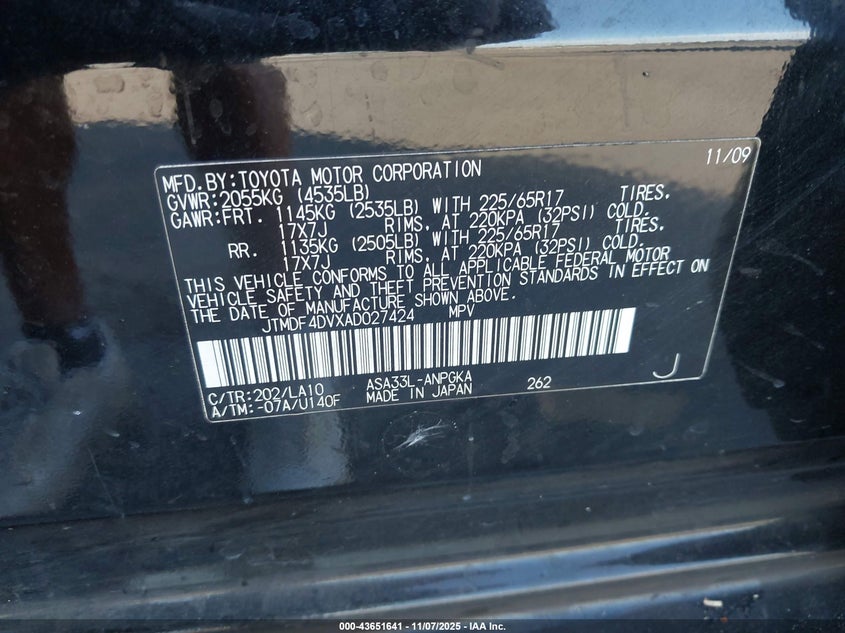 11/09
MFD.BY:TOYOTA MOTOR CORPORATION
GVWR:2055KG (4535LB)
GAWR:FRT. 1145KG (2535LB) WITH 225/65R17 TIRES,
17X7J RIMS, AT 220KPA (32PSI) COLD.
RR. 1135KG (2505LB) WITH 225/65R17 TIRES,
17X7J RIMS, AT 220KPA (32PSI) COLD.
THIS VEHICLE CONFORMS TO ALL APPLICABLE FEDERAL MOTOR
VEHICLE SAFETY AND THEFT PREVENTION STANDARDS IN EFFECT ON
THE DATE OF MANUFACTURE SHOWN ABOVE.
JTMDF4DVXAD027424 MPV
C/TR:202/LA10 ASA33L-ANPGKA 262 J
A/TM:-07A/U140F MADE IN JAPAN
000-43651641 - 11/07/2025 - IAA Inc.